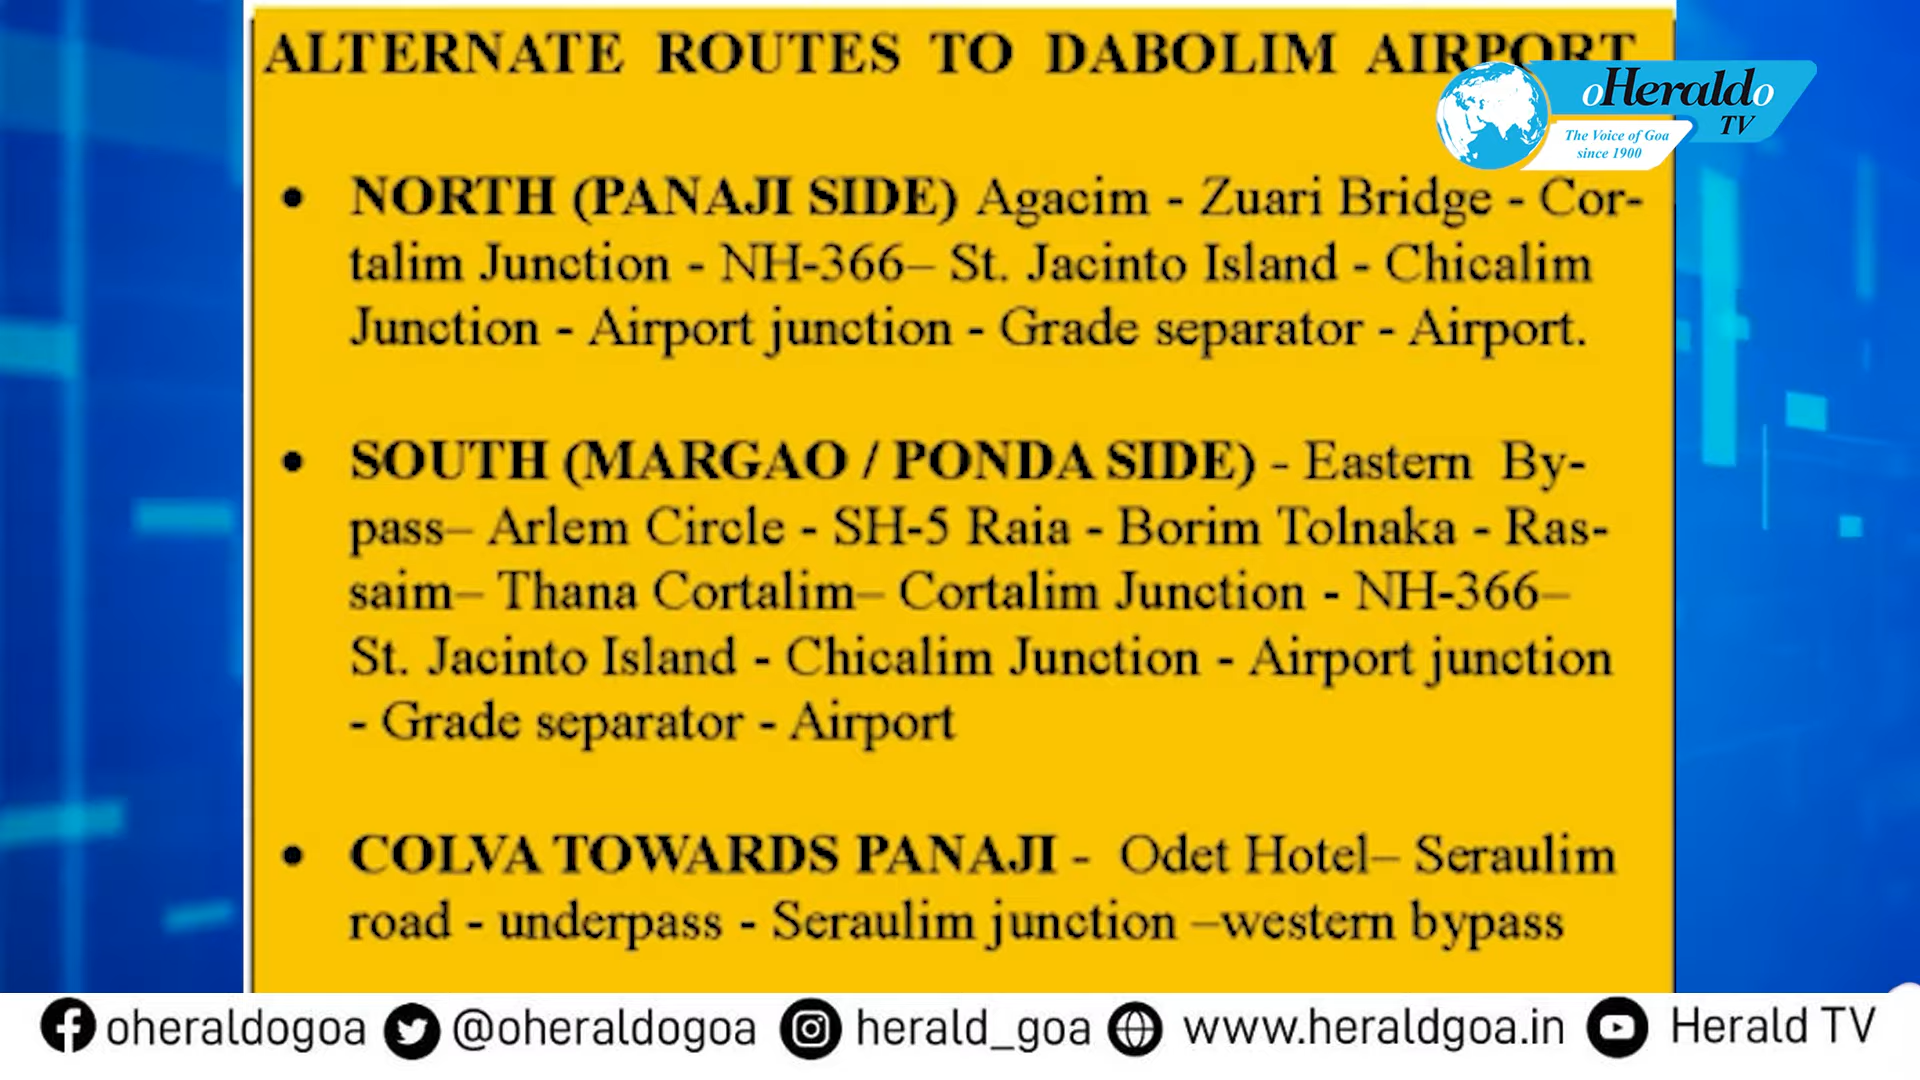 ALTERNATE ROUTES TO DABOLIM AIRPORT
oHeraldo
TV
The Voice of Goa
since 1900
• NORTH (PANAJI SIDE) Agacim - Zuari Bridge - Cor-
talim Junction - NH-366– St. Jacinto Island - Chicalim
Junction - Airport junction - Grade separator - Airport.
• SOUTH (MARGAO / PONDA SIDE) - Eastern By-
pass– Arlem Circle - SH-5 Raia - Borim Tolnaka - Ras-
saim– Thana Cortalim– Cortalim Junction - NH-366–
St. Jacinto Island - Chicalim Junction - Airport junction
- Grade separator - Airport
• COLVA TOWARDS PANAJI - Odet Hotel– Seraulim
road - underpass - Seraulim junction –western bypass
oheraldogoa @oheraldogoa herald_goa www.heraldgoa.in Herald TV